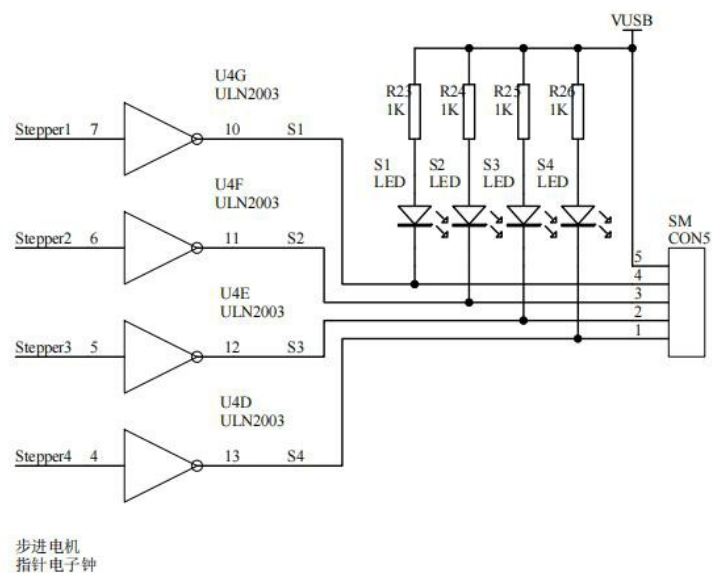 VUSB
U4G
ULN2003
R23 R24 R25 R26
1K 1K 1K 1K
Stepper1 7 10 S1
S1 S2 S3 S4
LED LED LED LED
U4F
ULN2003
SM
CON5
Stepper2 6 11 S2
5
4
3
2
1
U4E
ULN2003
Stepper3 5 12 S3
U4D
ULN2003
Stepper4 4 13 S4
步进电机
指针电子钟